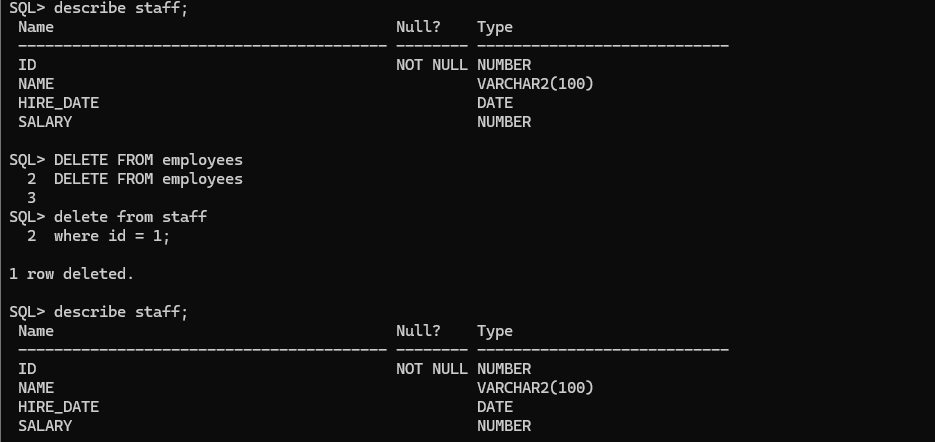 SQL> describe staff;
 Name                                      Null?    Type
 ----------------------------------------- -------- ----------------------------
 ID                                        NOT NULL NUMBER
 NAME                                               VARCHAR2(100)
 HIRE_DATE                                          DATE
 SALARY                                             NUMBER

SQL> DELETE FROM employees
  2  DELETE FROM employees
  3
SQL> delete from staff
  2  where id = 1;

1 row deleted.

SQL> describe staff;
 Name                                      Null?    Type
 ----------------------------------------- -------- ----------------------------
 ID                                        NOT NULL NUMBER
 NAME                                               VARCHAR2(100)
 HIRE_DATE                                          DATE
 SALARY                                             NUMBER